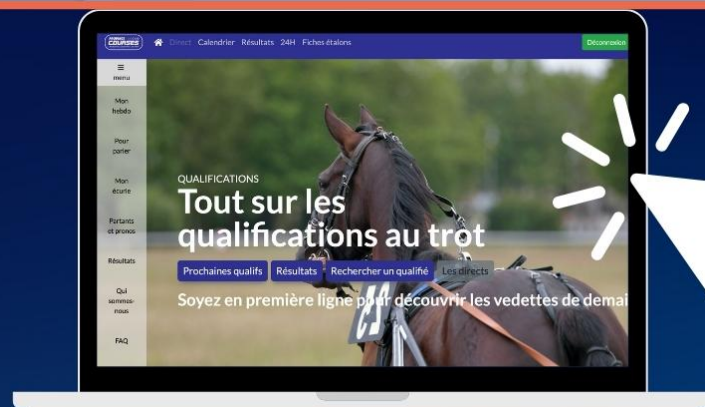 COURSES
Direct Calendrier Résultats 24H Fiches étalons
Déconnexion
menu
Mon
hebdo
Pour
parier
Mon
écurie
Partants
et pronos
Résultats
Qui
sommes-
nous
FAQ
QUALIFICATIONS
Tout sur les
qualifications au trot
Prochaines qualifs Résultats Rechercher un qualifié Les directs
Soyez en première ligne pour découvrir les vedettes de demai